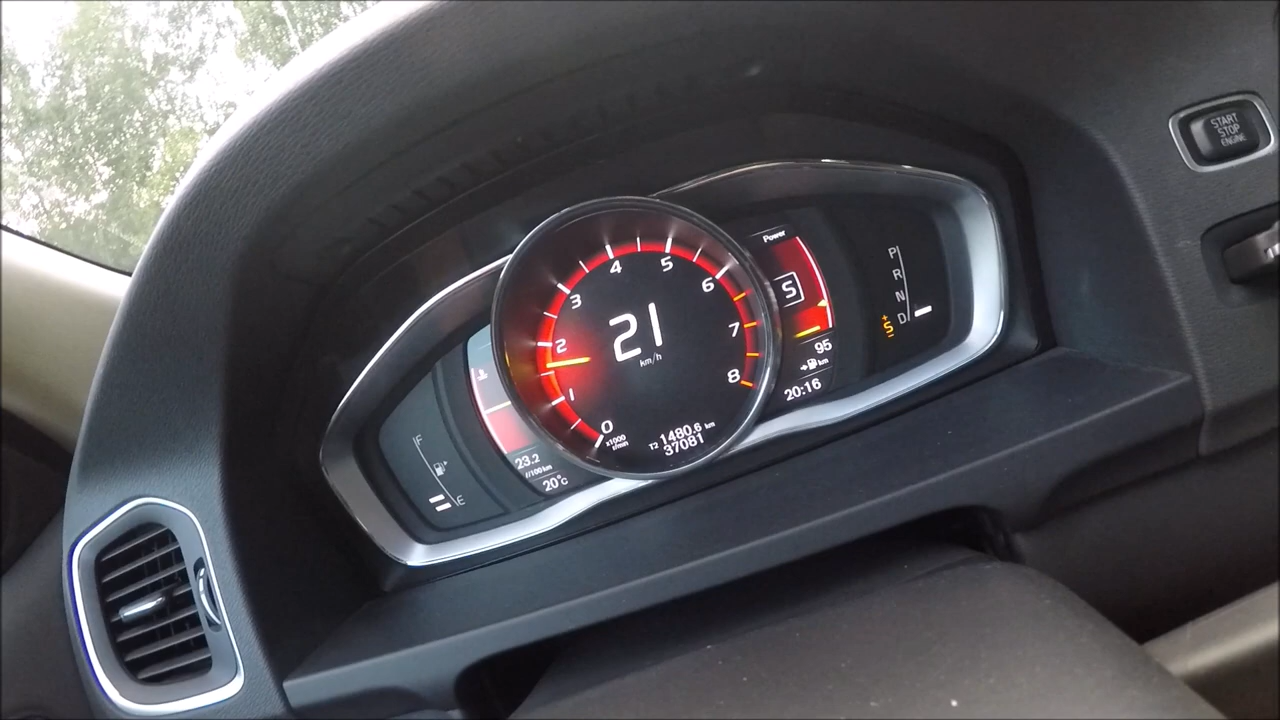 START
STOP
ENGINE
Power
S
P
R
N
D
+
S
-
95
km
20:16
0
1
2
3
4
5
6
7
8
21
km/h
x1000
r/min
T2 1480.6 km
37081
F
E
23.2
l/100km
20°C